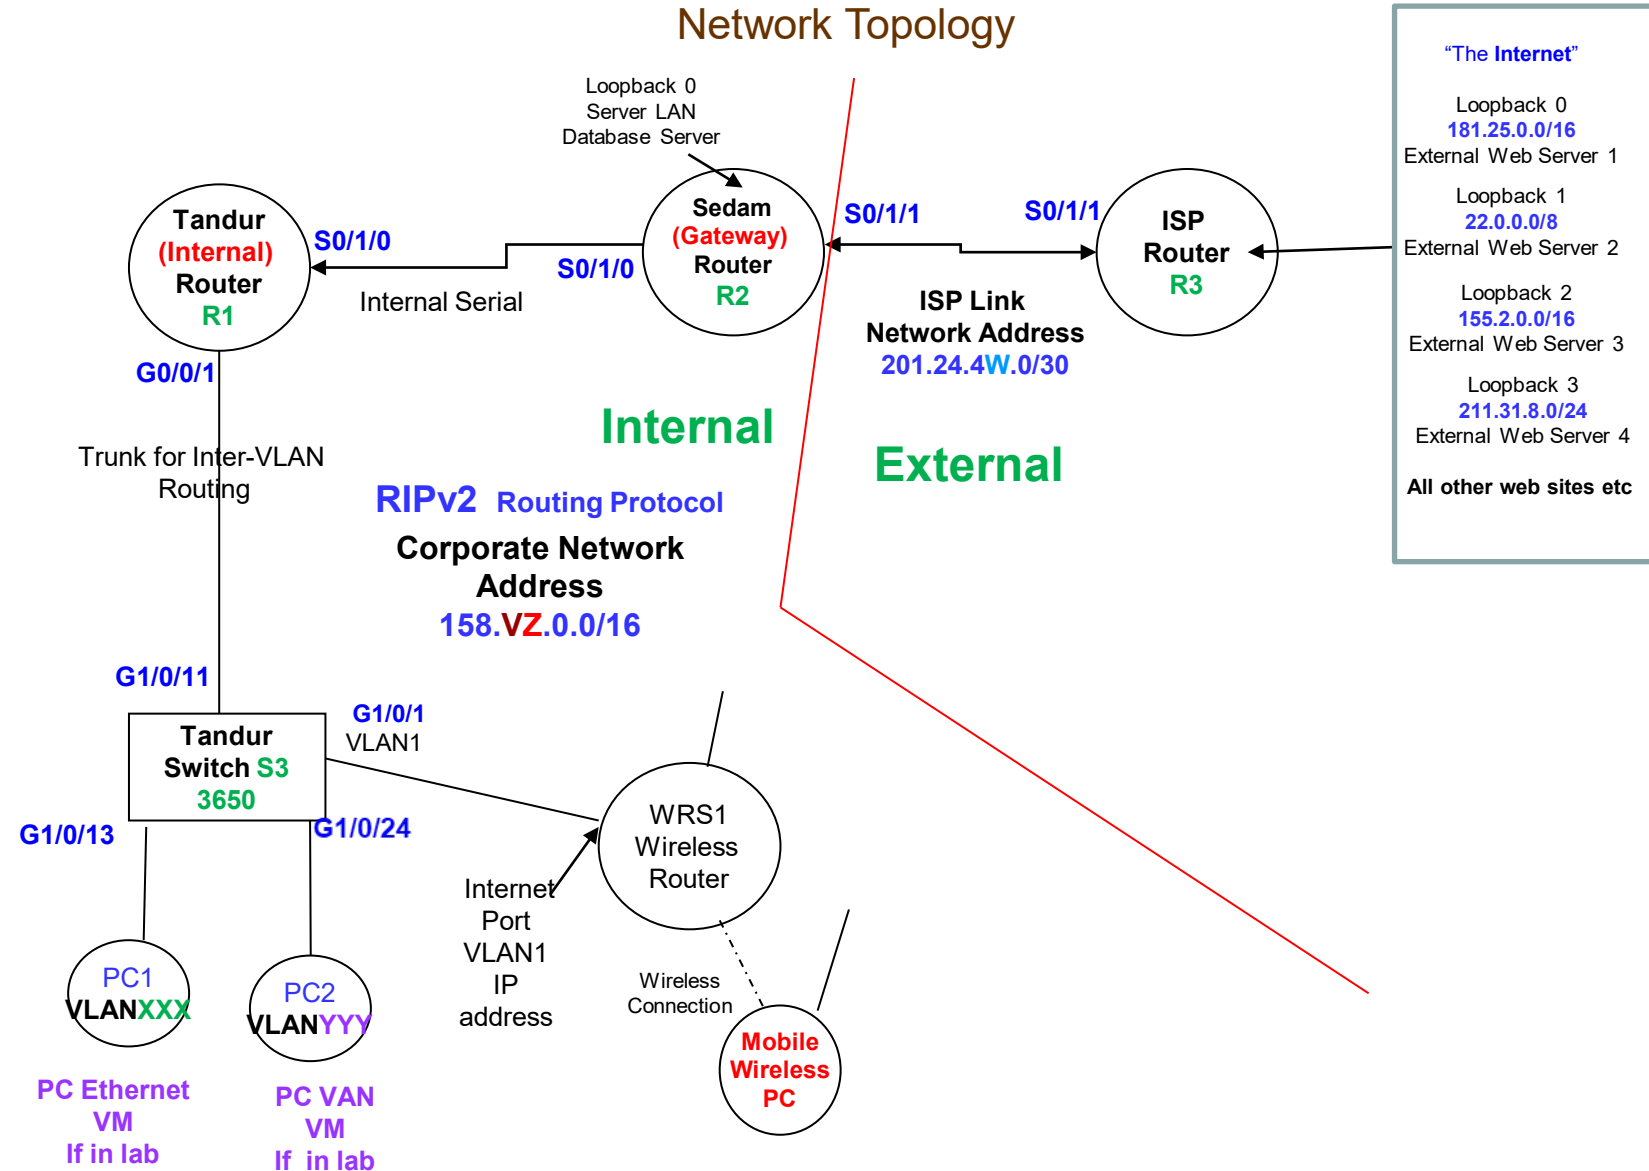 Network Topology
Loopback 0
Server LAN
Database Server
Tandur
(Internal)
Router
R1
S0/1/0
S0/1/0
Internal Serial
Sedam
(Gateway)
Router
R2
S0/1/1
S0/1/1
ISP
Router
R3
ISP Link
Network Address
201.24.4W.0/30
"The Internet"
Loopback 0
181.25.0.0/16
External Web Server 1
Loopback 1
22.0.0.0/8
External Web Server 2
Loopback 2
155.2.0.0/16
External Web Server 3
Loopback 3
211.31.8.0/24
External Web Server 4
All other web sites etc
G0/0/1
Trunk for Inter-VLAN
Routing
Internal
External
RIPv2 Routing Protocol
Corporate Network
Address
158.VZ.0.0/16
G1/0/11
Tandur
Switch S3
3650
G1/0/1
VLAN1
G1/0/13
G1/0/24
WRS1
Wireless
Router
Internet
Port
VLAN1
IP
address
Wireless
Connection
PC1
VLANXXX
PC2
VLANYYY
Mobile
Wireless
PC
PC Ethernet
VM
If in lab
PC VAN
VM
If in lab